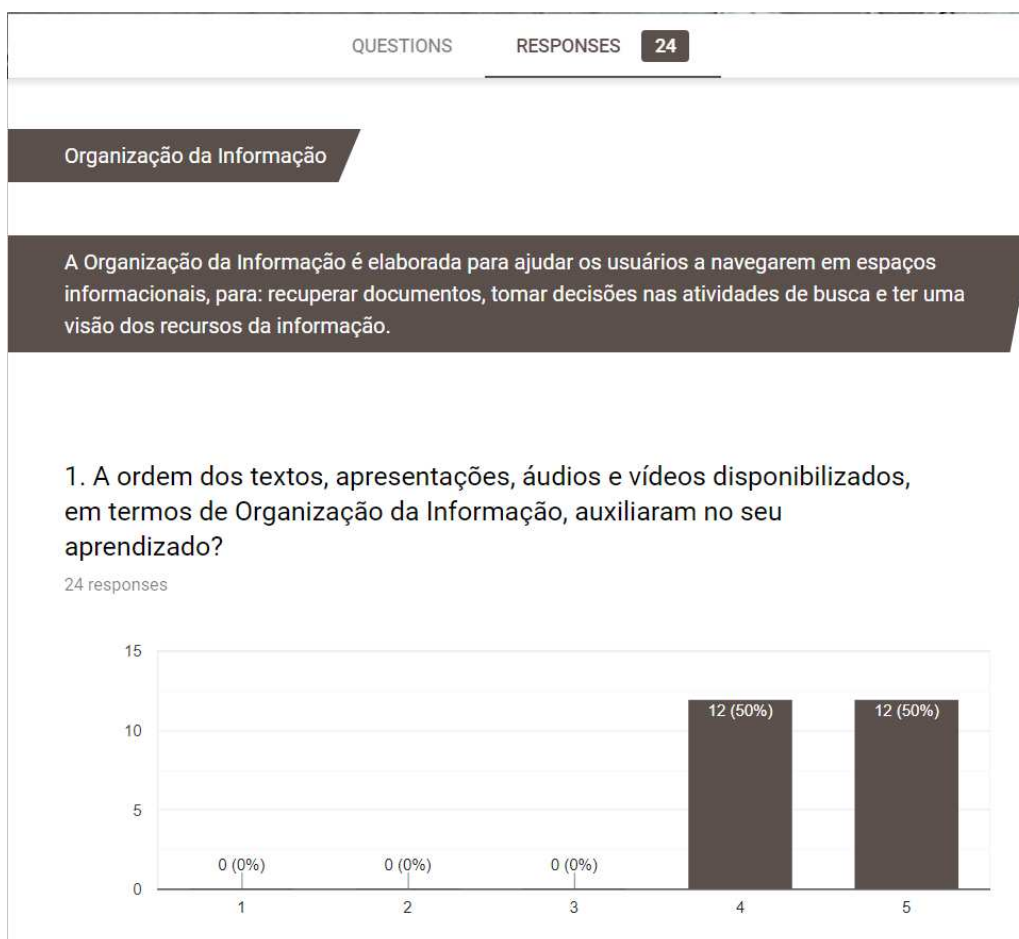 QUESTIONS RESPONSES 24
Organização da Informação
A Organização da Informação é elaborada para ajudar os usuários a navegarem em espaços
informacionais, para: recuperar documentos, tomar decisões nas atividades de busca e ter uma
visão dos recursos da informação.
1. A ordem dos textos, apresentações, áudios e vídeos disponibilizados,
em termos de Organização da Informação, auxiliaram no seu
aprendizado?
24 responses
15
12 (50%) 12 (50%)
10
5
0 (0%) 0 (0%) 0 (0%)
0
1 2 3 4 5